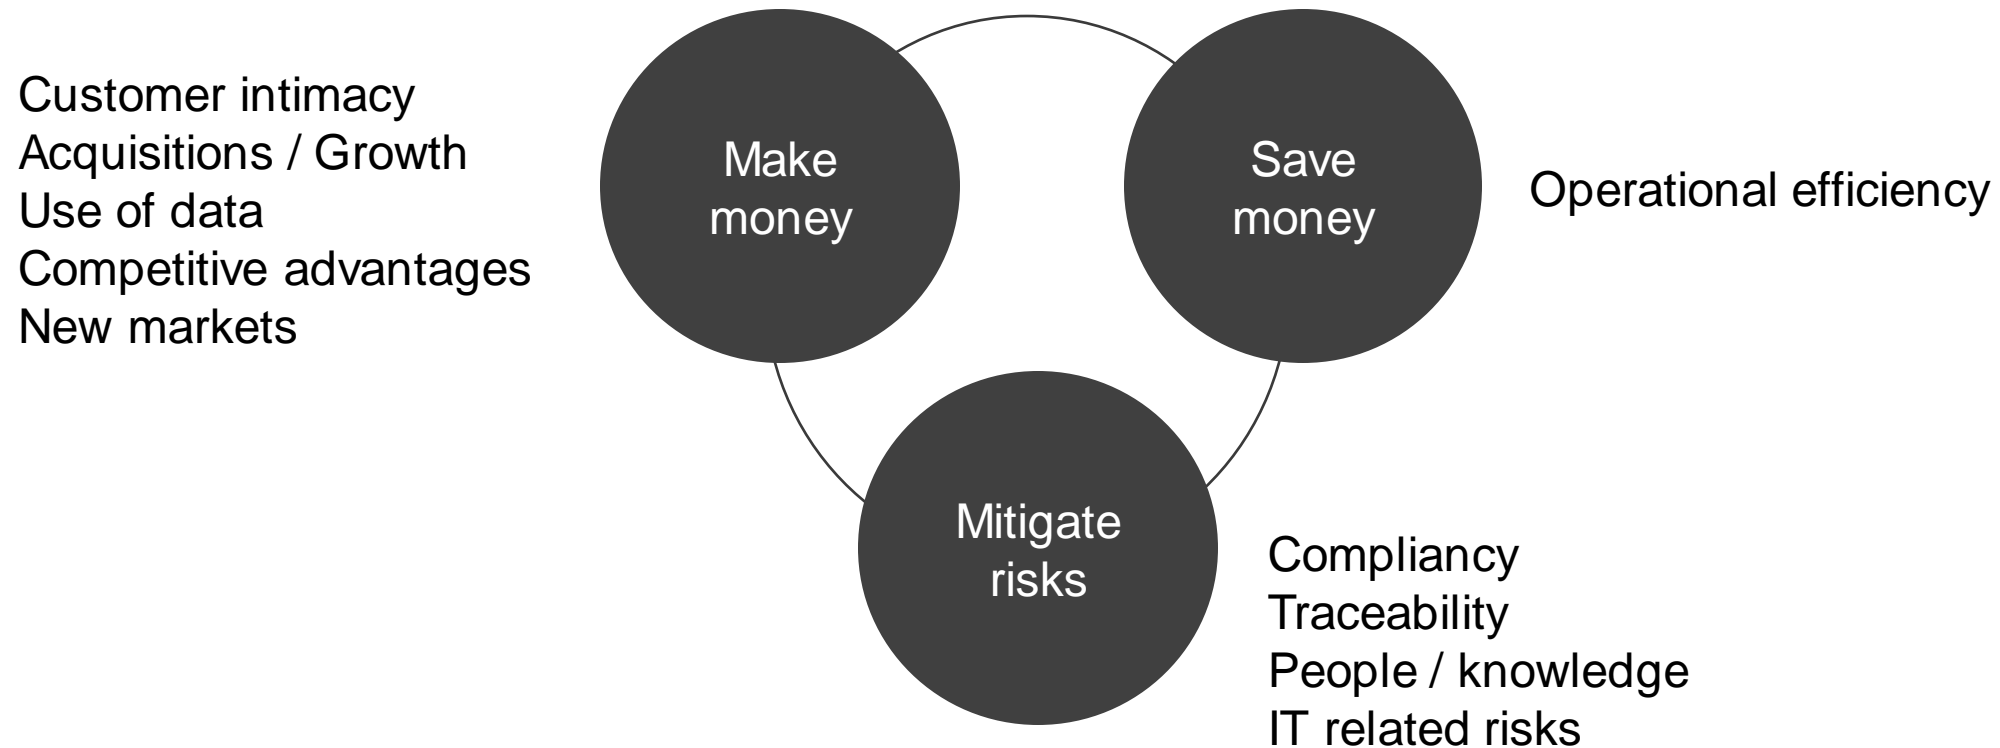 Customer intimacy
Acquisitions / Growth
Use of data
Competitive advantages
New markets
Make
money
Save
money
Operational efficiency
Mitigate
risks
Compliancy
Traceability
People / knowledge
IT related risks